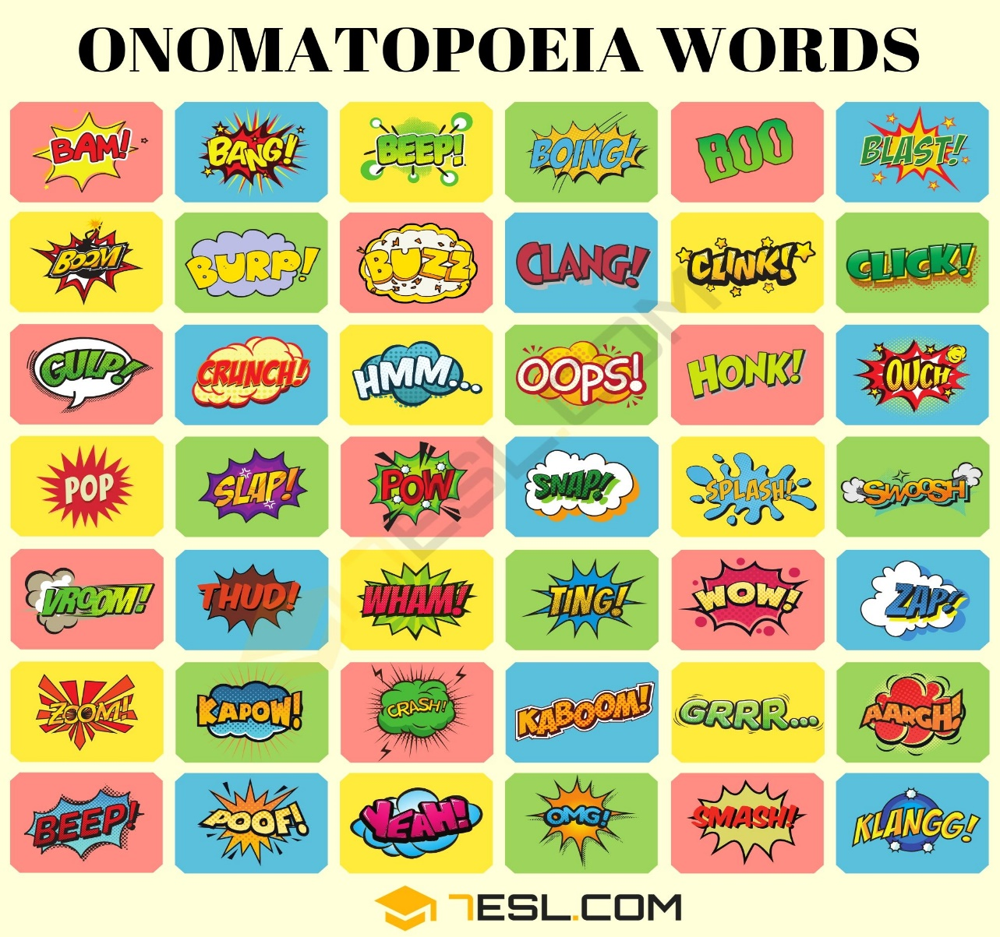 ONOMATOPOEIA WORDS
BAM! BANG! BEEP! BOING! BOO BLAST!
BOOM BURP! BUZZ CLANG! CLINK! CLICK!
GULP! CRUNCH! HMM... OOPS! HONK! OUCH
POP SLAP! POW SNAP! SPLASH! SWOOSH
VROOM! THUD! WHAM! TING! WOW! ZAP!
ZOOM! KAPOW! CRASH! KABOOM! GRRR... AARGH!
BEEP! POOF! YEAH! OMG! SMASH! KLANGG!
7ESL.COM
7ESL.COM